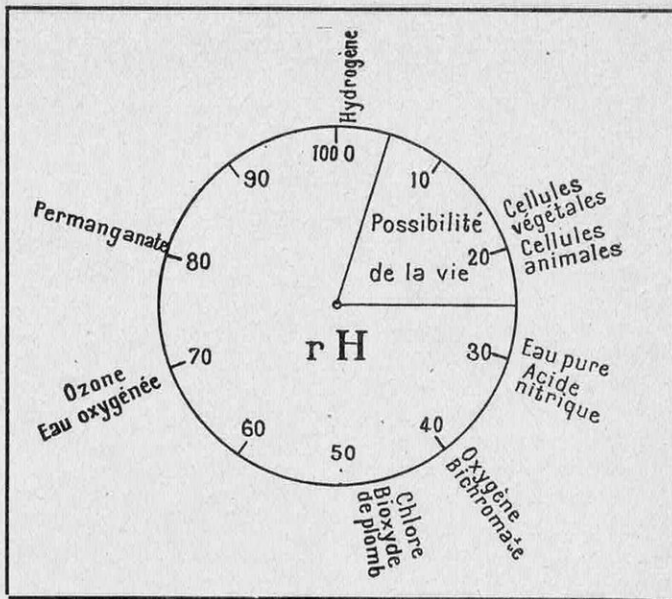 Hydrogène
100 0
10
Cellules
végétales
Cellules
animales
20
Possibilité
de la vie
rH
30
Eau pure
Acide
nitrique
40
Oxygène
Bichromate
50
Chlore
Bioxyde
de plomb
60
70
Ozone
Eau oxygénée
80
Permanganate
90